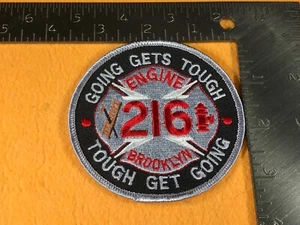 GOING GETS TOUGH
ENGINE
216
BROOKLYN
TOUGH GET GOING